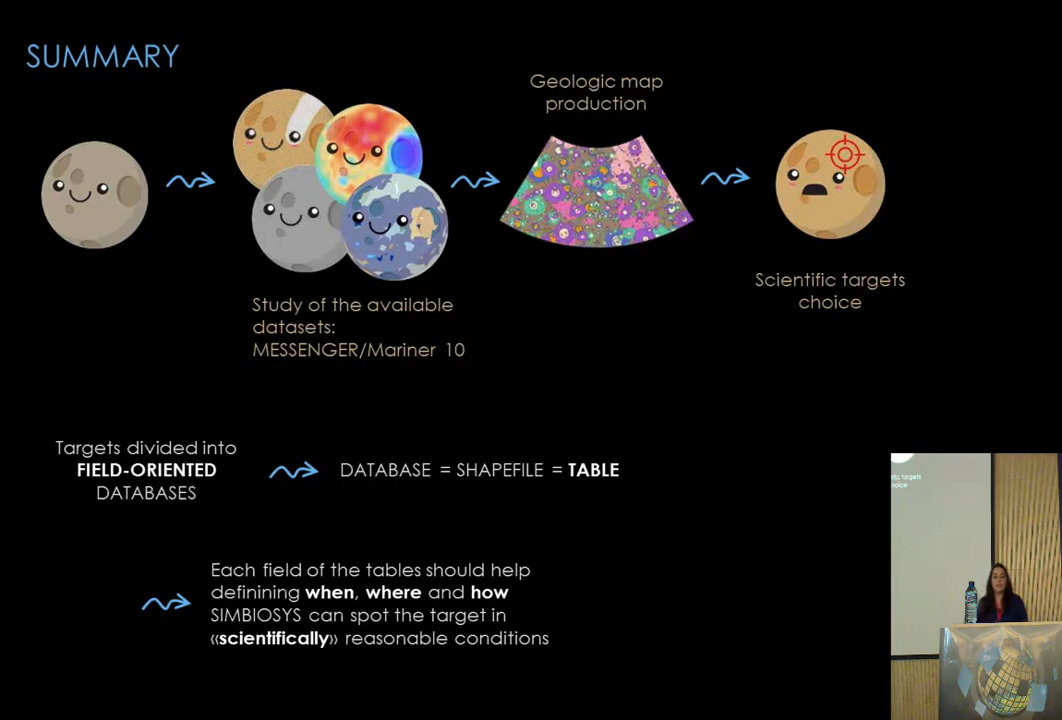 SUMMARY
Geologic map
production
Study of the available
datasets:
MESSENGER/Mariner 10
Scientific targets
choice
Targets divided into
FIELD-ORIENTED
DATABASES
DATABASE = SHAPEFILE = TABLE
Each field of the tables should help
definining when, where and how
SIMBIOSYS can spot the target in
«scientifically» reasonable conditions
targets